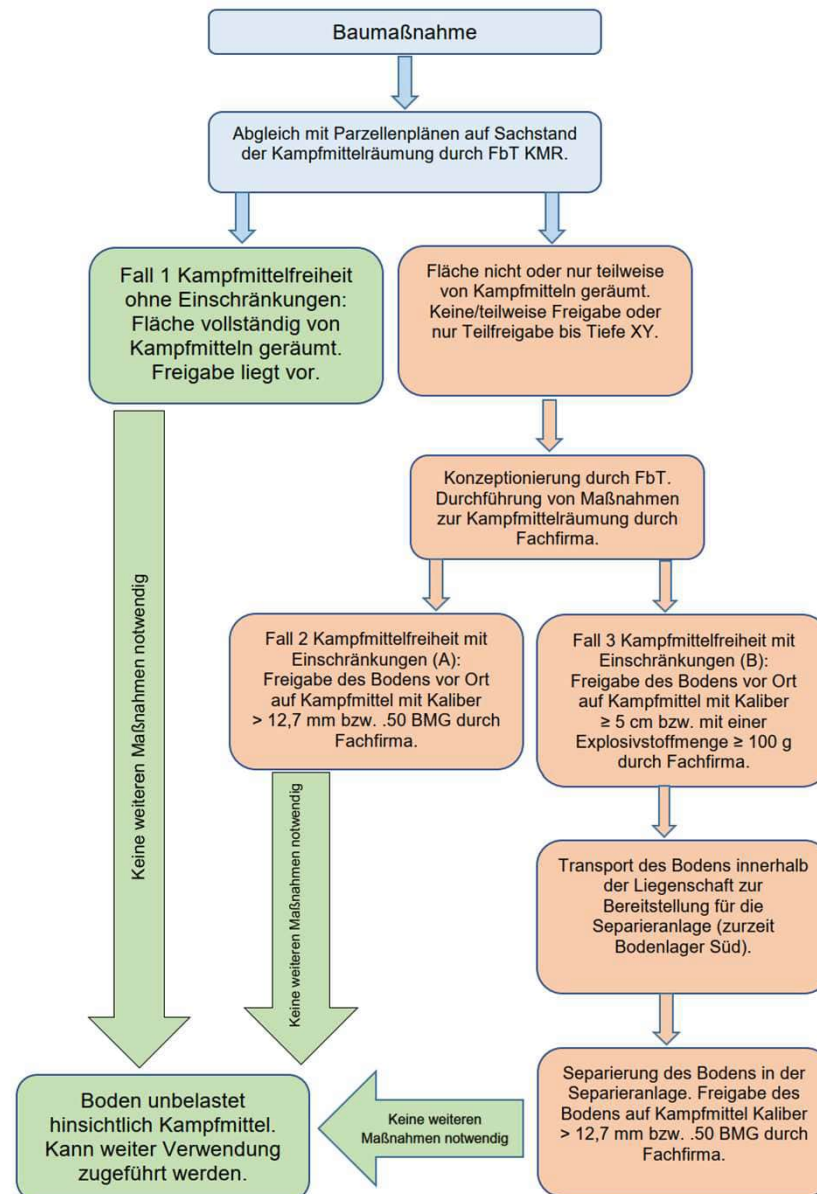 Baumaßnahme
Abgleich mit Parzellenplänen auf Sachstand
der Kampfmittelräumung durch FbT KMR.
Fall 1 Kampfmittelfreiheit
ohne Einschränkungen:
Fläche vollständig von
Kampfmitteln geräumt.
Freigabe liegt vor.
Fläche nicht oder nur teilweise
von Kampfmitteln geräumt.
Keine/teilweise Freigabe oder
nur Teilfreigabe bis Tiefe XY.
Konzeptionierung durch FbT.
Durchführung von Maßnahmen
zur Kampfmittelräumung durch
Fachfirma.
Keine weiteren Maßnahmen notwendig
Fall 2 Kampfmittelfreiheit mit
Einschränkungen (A):
Freigabe des Bodens vor Ort
auf Kampfmittel mit Kaliber
> 12,7 mm bzw. .50 BMG durch
Fachfirma.
Fall 3 Kampfmittelfreiheit mit
Einschränkungen (B):
Freigabe des Bodens vor Ort
auf Kampfmittel mit Kaliber
≥ 5 cm bzw. mit einer
Explosivstoffmenge ≥ 100 g
durch Fachfirma.
Keine weiteren Maßnahmen notwendig
Transport des Bodens innerhalb
der Liegenschaft zur
Bereitstellung für die
Separieranlage (zurzeit
Bodenlager Süd).
Separierung des Bodens in der
Separieranlage. Freigabe des
Bodens auf Kampfmittel Kaliber
> 12,7 mm bzw. .50 BMG durch
Fachfirma.
Keine weiteren
Maßnahmen notwendig
Boden unbelastet
hinsichtlich Kampfmittel.
Kann weiter Verwendung
zugeführt werden.